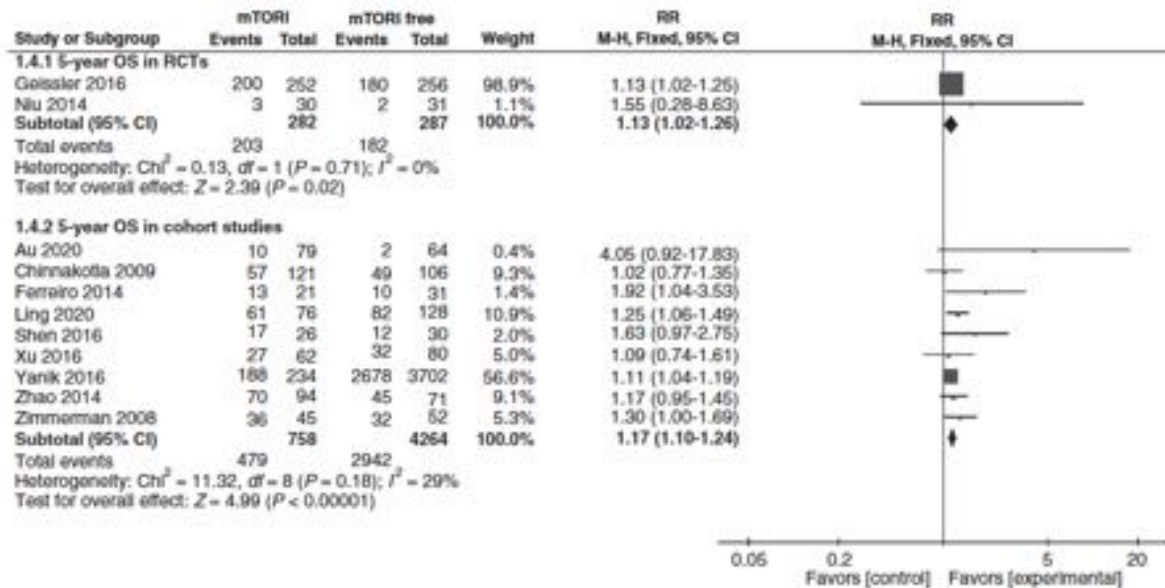 mTORI mTORI free RR RR
Study or Subgroup Events Total Events Total Weight M-H, Fixed, 95% CI M-H, Fixed, 95% CI
1.4.1 5-year OS in RCTs
Geissler 2016 200 252 180 256 98.9% 1.13 (1.02-1.25)
Niu 2014 3 30 2 31 1.1% 1.55 (0.28-8.63)
Subtotal (95% CI) 282 287 100.0% 1.13 (1.02-1.26)
Total events 203 182
Heterogeneity: Chi² = 0.13, df = 1 (P = 0.71); I² = 0%
Test for overall effect: Z = 2.39 (P = 0.02)
1.4.2 5-year OS in cohort studies
Au 2020 10 79 2 64 0.4% 4.05 (0.92-17.83)
Chinnakotla 2009 57 121 49 106 9.3% 1.02 (0.77-1.35)
Ferreiro 2014 13 21 10 31 1.4% 1.92 (1.04-3.53)
Ling 2020 61 76 82 128 10.9% 1.25 (1.06-1.49)
Shen 2016 17 26 12 30 2.0% 1.63 (0.97-2.75)
Xu 2016 27 62 32 80 5.0% 1.09 (0.74-1.61)
Yanik 2016 188 234 2678 3702 56.6% 1.11 (1.04-1.19)
Zhao 2014 70 94 45 71 9.1% 1.17 (0.95-1.45)
Zimmerman 2008 36 45 32 52 5.3% 1.30 (1.00-1.69)
Subtotal (95% CI) 758 4264 100.0% 1.17 (1.10-1.24)
Total events 479 2942
Heterogeneity: Chi² = 11.32, df = 8 (P = 0.18); I² = 29%
Test for overall effect: Z = 4.99 (P < 0.00001)
0.05 0.2 5 20
Favors [control] Favors [experimental]